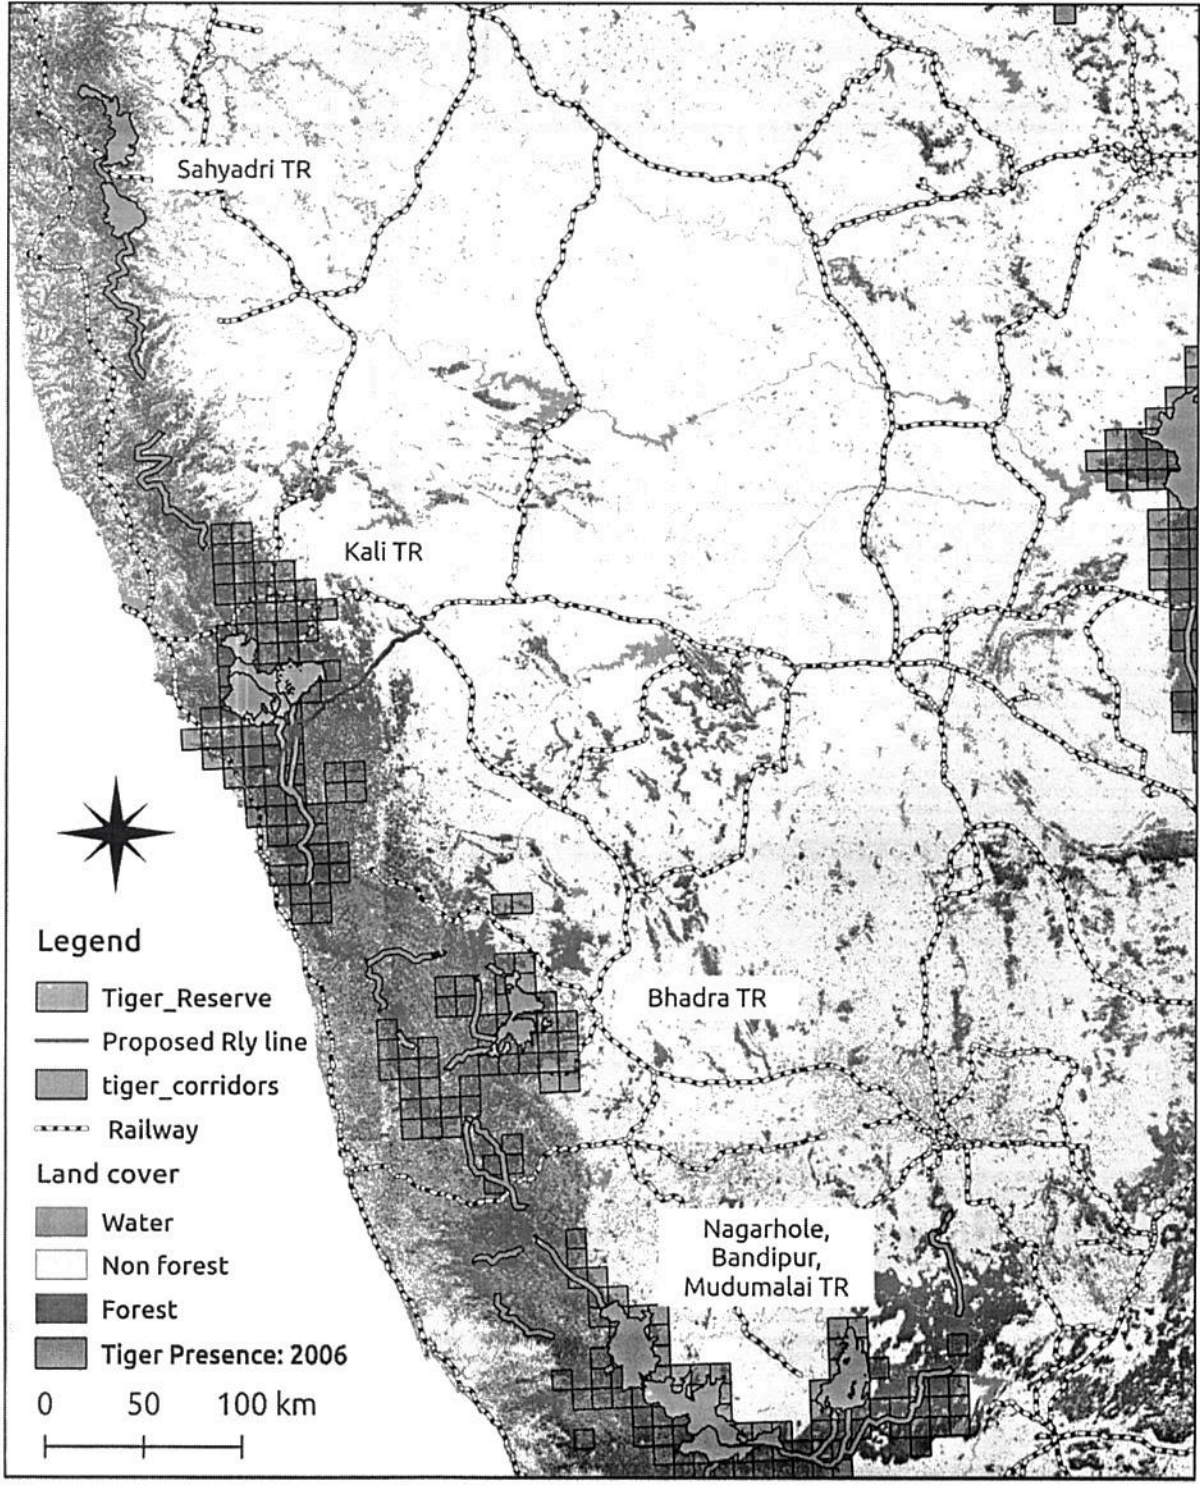 Sahyadri TR
Kali TR
Legend
Tiger_Reserve
Proposed Rly line
tiger_corridors
Railway
Land cover
Water
Non forest
Forest
Tiger Presence: 2006
0 50 100 km
Bhadra TR
Nagarhole,
Bandipur,
Mudumalai TR